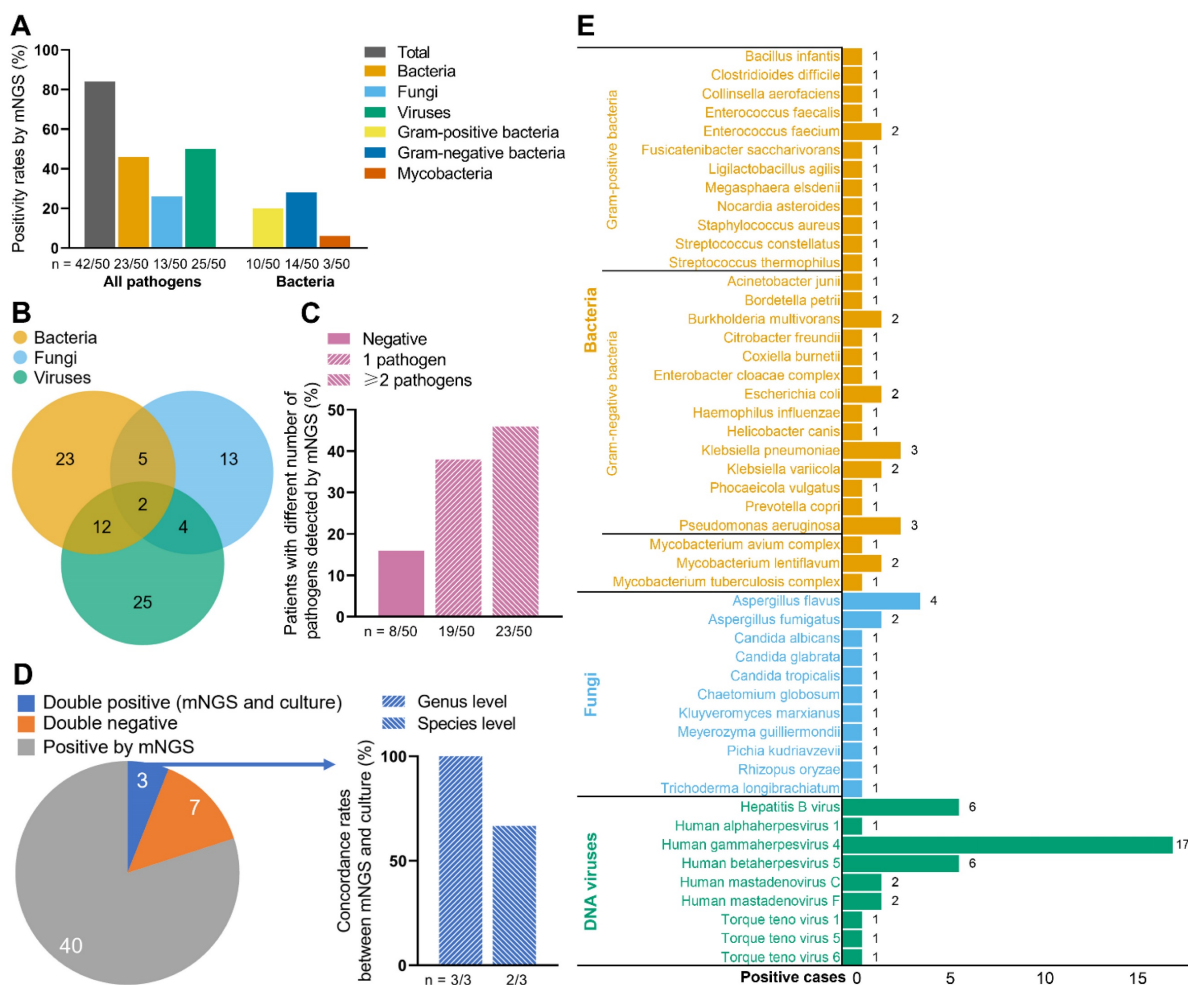 A
Positivity rates by mNGS (%)
100
80
60
40
20
0
Total
Bacteria
Fungi
Viruses
Gram-positive bacteria
Gram-negative bacteria
Mycobacteria
n = 42/50 23/50 13/50 25/50 10/50 14/50 3/50
All pathogens Bacteria
B
Bacteria
Fungi
Viruses
23 5 13
2
12 4
25
C
Negative
1 pathogen
⩾2 pathogens
Patients with different number of
pathogens detected by mNGS (%)
50
40
30
20
10
0
n = 8/50 19/50 23/50
D
Double positive (mNGS and culture)
Double negative
Positive by mNGS
3
7
40
Genus level
Species level
Concordance rates
between mNGS and culture (%)
100
50
0
n = 3/3 2/3
E
Bacteria
Gram-positive bacteria
Bacillus infantis 1
Clostridioides difficile 1
Collinsella aerofaciens 1
Enterococcus faecalis 1
Enterococcus faecium 2
Fusicatenibacter saccharivorans 1
Ligilactobacillus agilis 1
Megasphaera elsdenii 1
Nocardia asteroides 1
Staphylococcus aureus 1
Streptococcus constellatus 1
Streptococcus thermophilus 1
Gram-negative bacteria
Acinetobacter junii 1
Bordetella petrii 1
Burkholderia multivorans 2
Citrobacter freundii 1
Coxiella burnetii 1
Enterobacter cloacae complex 1
Escherichia coli 2
Haemophilus influenzae 1
Helicobacter canis 1
Klebsiella pneumoniae 3
Klebsiella variicola 2
Phocaeicola vulgatus 1
Prevotella copri 1
Pseudomonas aeruginosa 3
Mycobacterium avium complex 1
Mycobacterium lentiflavum 2
Mycobacterium tuberculosis complex 1
Fungi
Aspergillus flavus 4
Aspergillus fumigatus 2
Candida albicans 1
Candida glabrata 1
Candida tropicalis 1
Chaetomium globosum 1
Kluyveromyces marxianus 1
Meyerozyma guilliermondii 1
Pichia kudriavzevii 1
Rhizopus oryzae 1
Trichoderma longibrachiatum 1
DNA viruses
Hepatitis B virus 6
Human alphaherpesvirus 1 1
Human gammaherpesvirus 4 17
Human betaherpesvirus 5 6
Human mastadenovirus C 2
Human mastadenovirus F 2
Torque teno virus 1 1
Torque teno virus 5 1
Torque teno virus 6 1
Positive cases 0 5 10 15